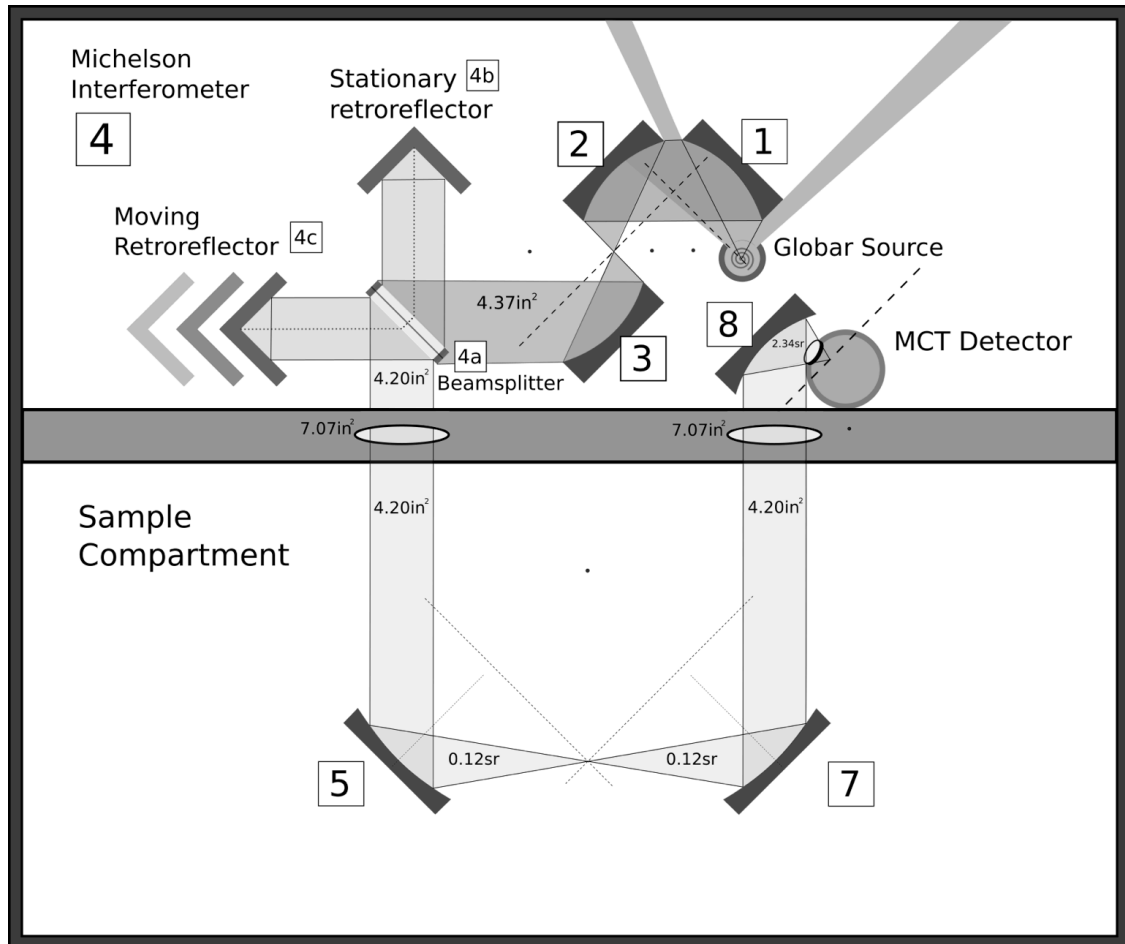 Michelson
Interferometer
4
Stationary 4b
retroreflector
2
1
Moving
Retroreflector 4c
Globar Source
4.37in²
8
MCT Detector
2.34sr
3
4a
Beamsplitter
4.20in²
7.07in²
7.07in²
4.20in²
4.20in²
Sample
Compartment
0.12sr
0.12sr
5
7